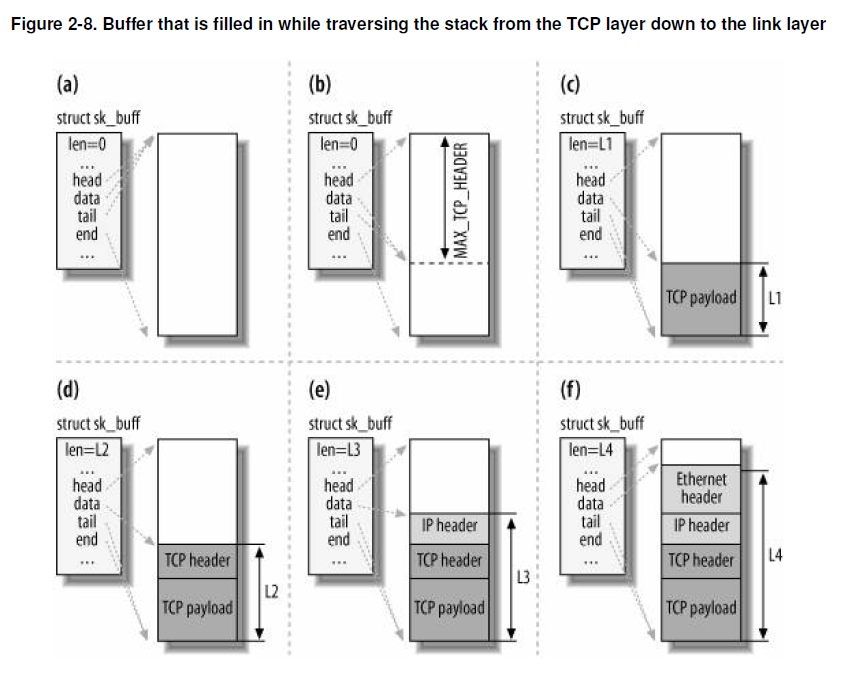 Figure 2-8. Buffer that is filled in while traversing the stack from the TCP layer down to the link layer
(a)
struct sk_buff
len=0
...
head
data
tail
end
...
(b)
struct sk_buff
len=0
...
head
data
tail
end
...
MAX_TCP_HEADER
(c)
struct sk_buff
len=L1
...
head
data
tail
end
...
TCP payload
L1
(d)
struct sk_buff
len=L2
...
head
data
tail
end
...
TCP header
TCP payload
L2
(e)
struct sk_buff
len=L3
...
head
data
tail
end
...
IP header
TCP header
TCP payload
L3
(f)
struct sk_buff
len=L4
...
head
data
tail
end
...
Ethernet
header
IP header
TCP header
TCP payload
L4